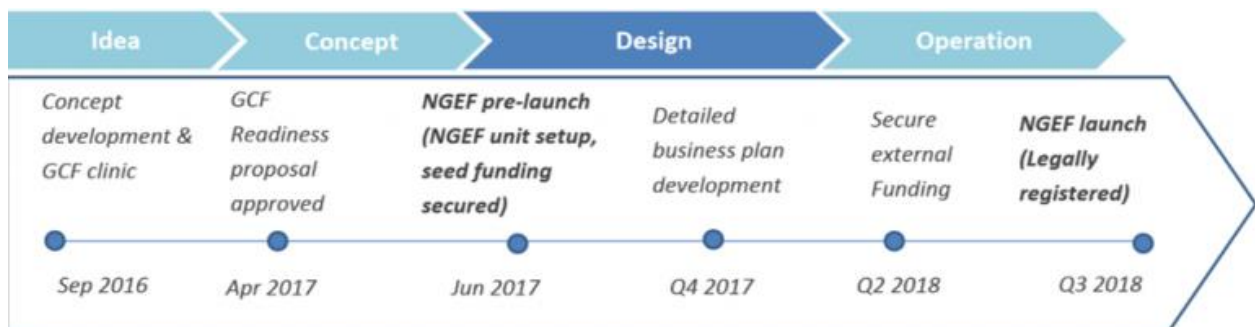 Idea
Concept
Design
Operation
Concept
development &
GCF clinic
GCF
Readiness
proposal
approved
NGEF pre-launch
(NGEF unit setup,
seed funding
secured)
Detailed
business plan
development
Secure
external
Funding
NGEF launch
(Legally
registered)
Sep 2016
Apr 2017
Jun 2017
Q4 2017
Q2 2018
Q3 2018